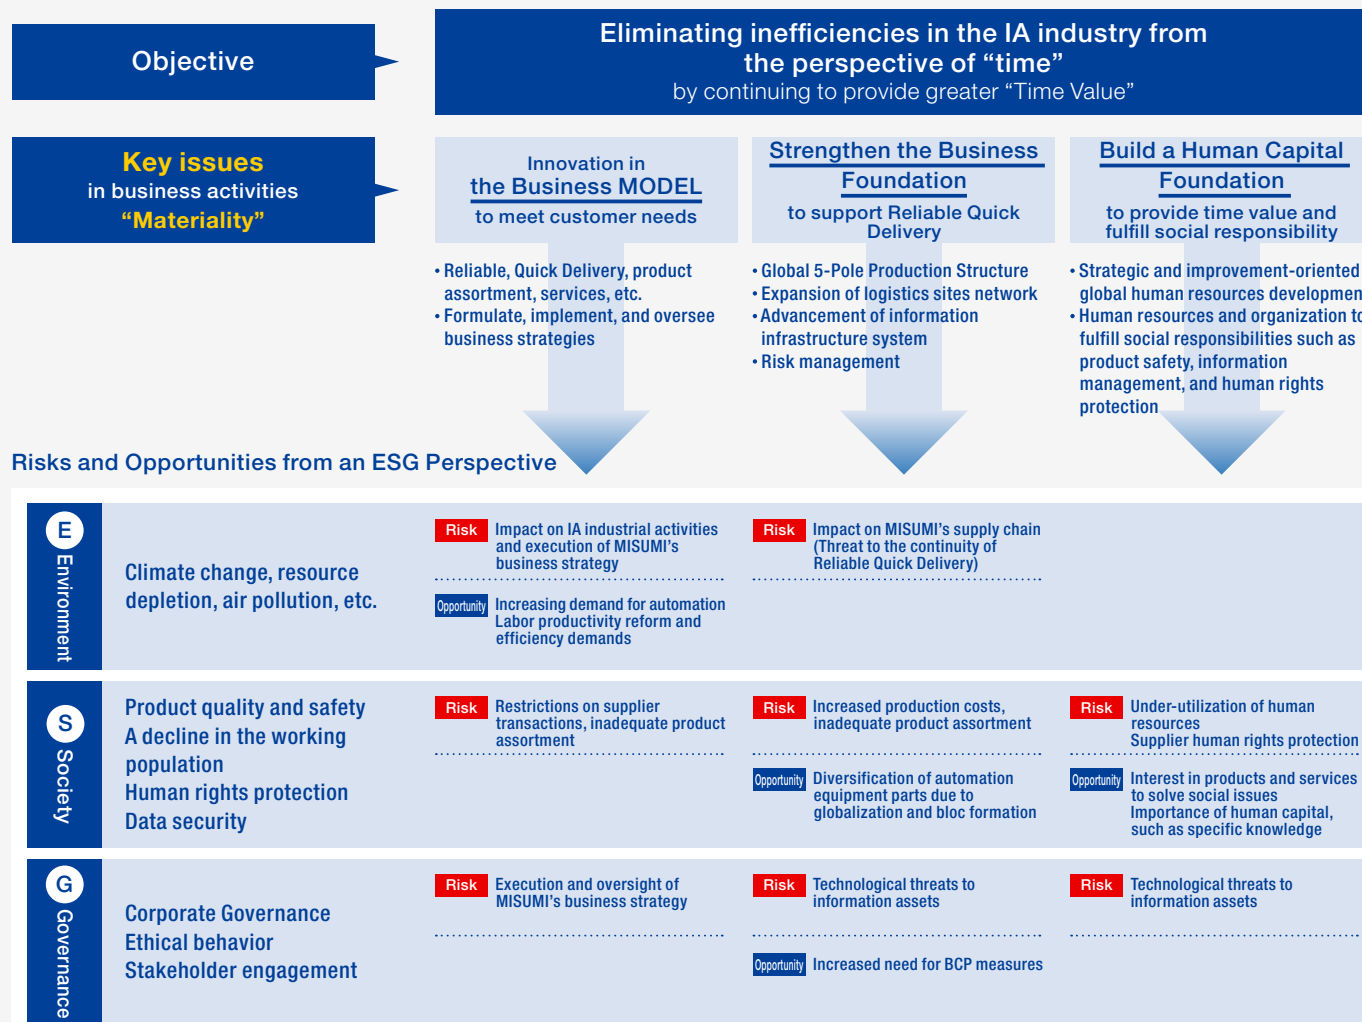 Objective
Eliminating inefficiencies in the IA industry from
the perspective of “time”
by continuing to provide greater “Time Value”
Key issues
in business activities
“Materiality”
Innovation in
the Business MODEL
to meet customer needs
• Reliable, Quick Delivery, product
assortment, services, etc.
• Formulate, implement, and oversee
business strategies
Strengthen the Business
Foundation
to support Reliable Quick
Delivery
• Global 5-Pole Production Structure
• Expansion of logistics sites network
• Advancement of information
infrastructure system
• Risk management
Build a Human Capital
Foundation
to provide time value and
fulfill social responsibility
• Strategic and improvement-oriented
global human resources developmen
• Human resources and organization to
fulfill social responsibilities such as
product safety, information
management, and human rights
protection
Risks and Opportunities from an ESG Perspective
E
Environment
Climate change, resource
depletion, air pollution, etc.
Risk
Impact on IA industrial activities
and execution of MISUMI’s
business strategy
Opportunity
Increasing demand for automation
Labor productivity reform and
efficiency demands
Risk
Impact on MISUMI’s supply chain
(Threat to the continuity of
Reliable Quick Delivery)
S
Society
Product quality and safety
A decline in the working
population
Human rights protection
Data security
Risk
Restrictions on supplier
transactions, inadequate product
assortment
Risk
Increased production costs,
inadequate product assortment
Opportunity
Diversification of automation
equipment parts due to
globalization and bloc formation
Risk
Under-utilization of human
resources
Supplier human rights protection
Opportunity
Interest in products and services
to solve social issues
Importance of human capital,
such as specific knowledge
G
Governance
Corporate Governance
Ethical behavior
Stakeholder engagement
Risk
Execution and oversight of
MISUMI’s business strategy
Risk
Technological threats to
information assets
Opportunity
Increased need for BCP measures
Risk
Technological threats to
information assets